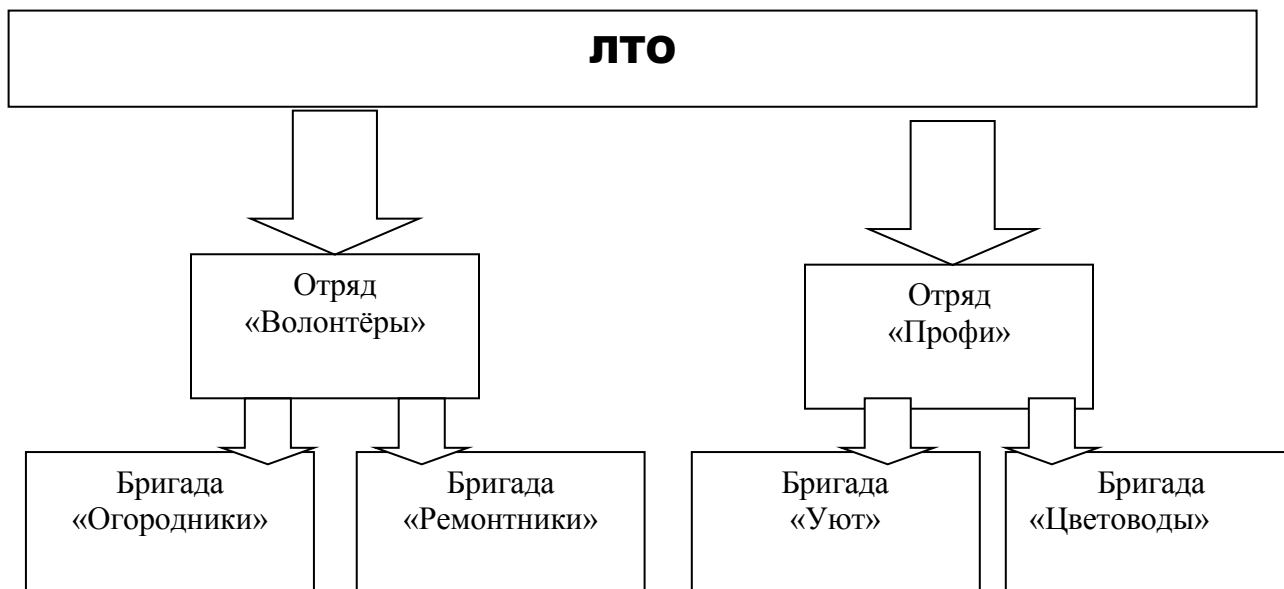 ЛТО
Отряд
«Волонтёры»
Отряд
«Профи»
Бригада
«Огородники»
Бригада
«Ремонтники»
Бригада
«Уют»
Бригада
«Цветоводы»